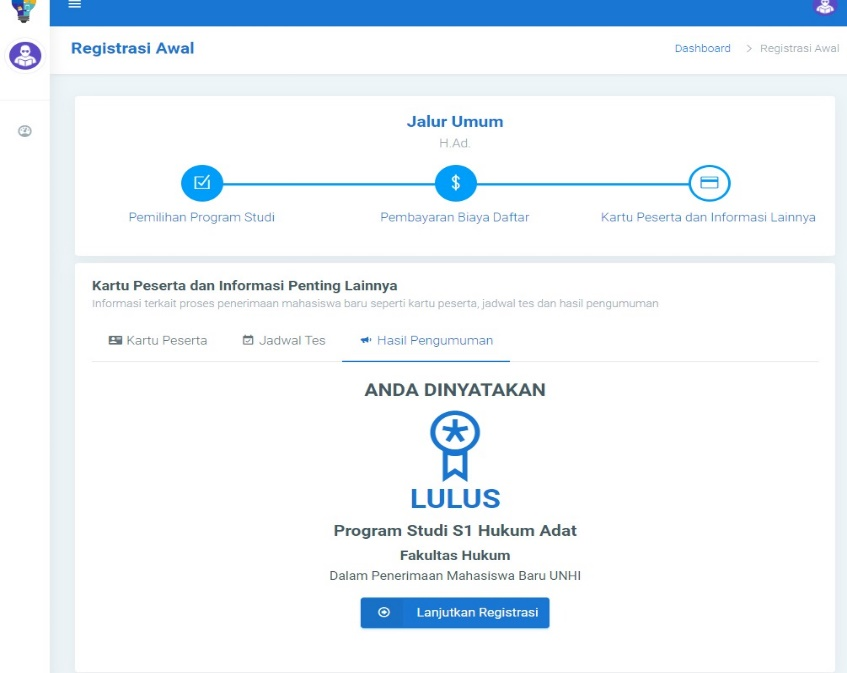 Registrasi Awal
Dashboard > Registrasi Awal
Jalur Umum
H.Ad.
$
Pemilihan Program Studi
Pembayaran Biaya Daftar
Kartu Peserta dan Informasi Lainnya
Kartu Peserta dan Informasi Penting Lainnya
Informasi terkait proses penerimaan mahasiswa baru seperti kartu peserta, jadwal tes dan hasil pengumuman
Kartu Peserta
Jadwal Tes
Hasil Pengumuman
ANDA DINYATAKAN
LULUS
Program Studi S1 Hukum Adat
Fakultas Hukum
Dalam Penerimaan Mahasiswa Baru UNHI
Lanjutkan Registrasi